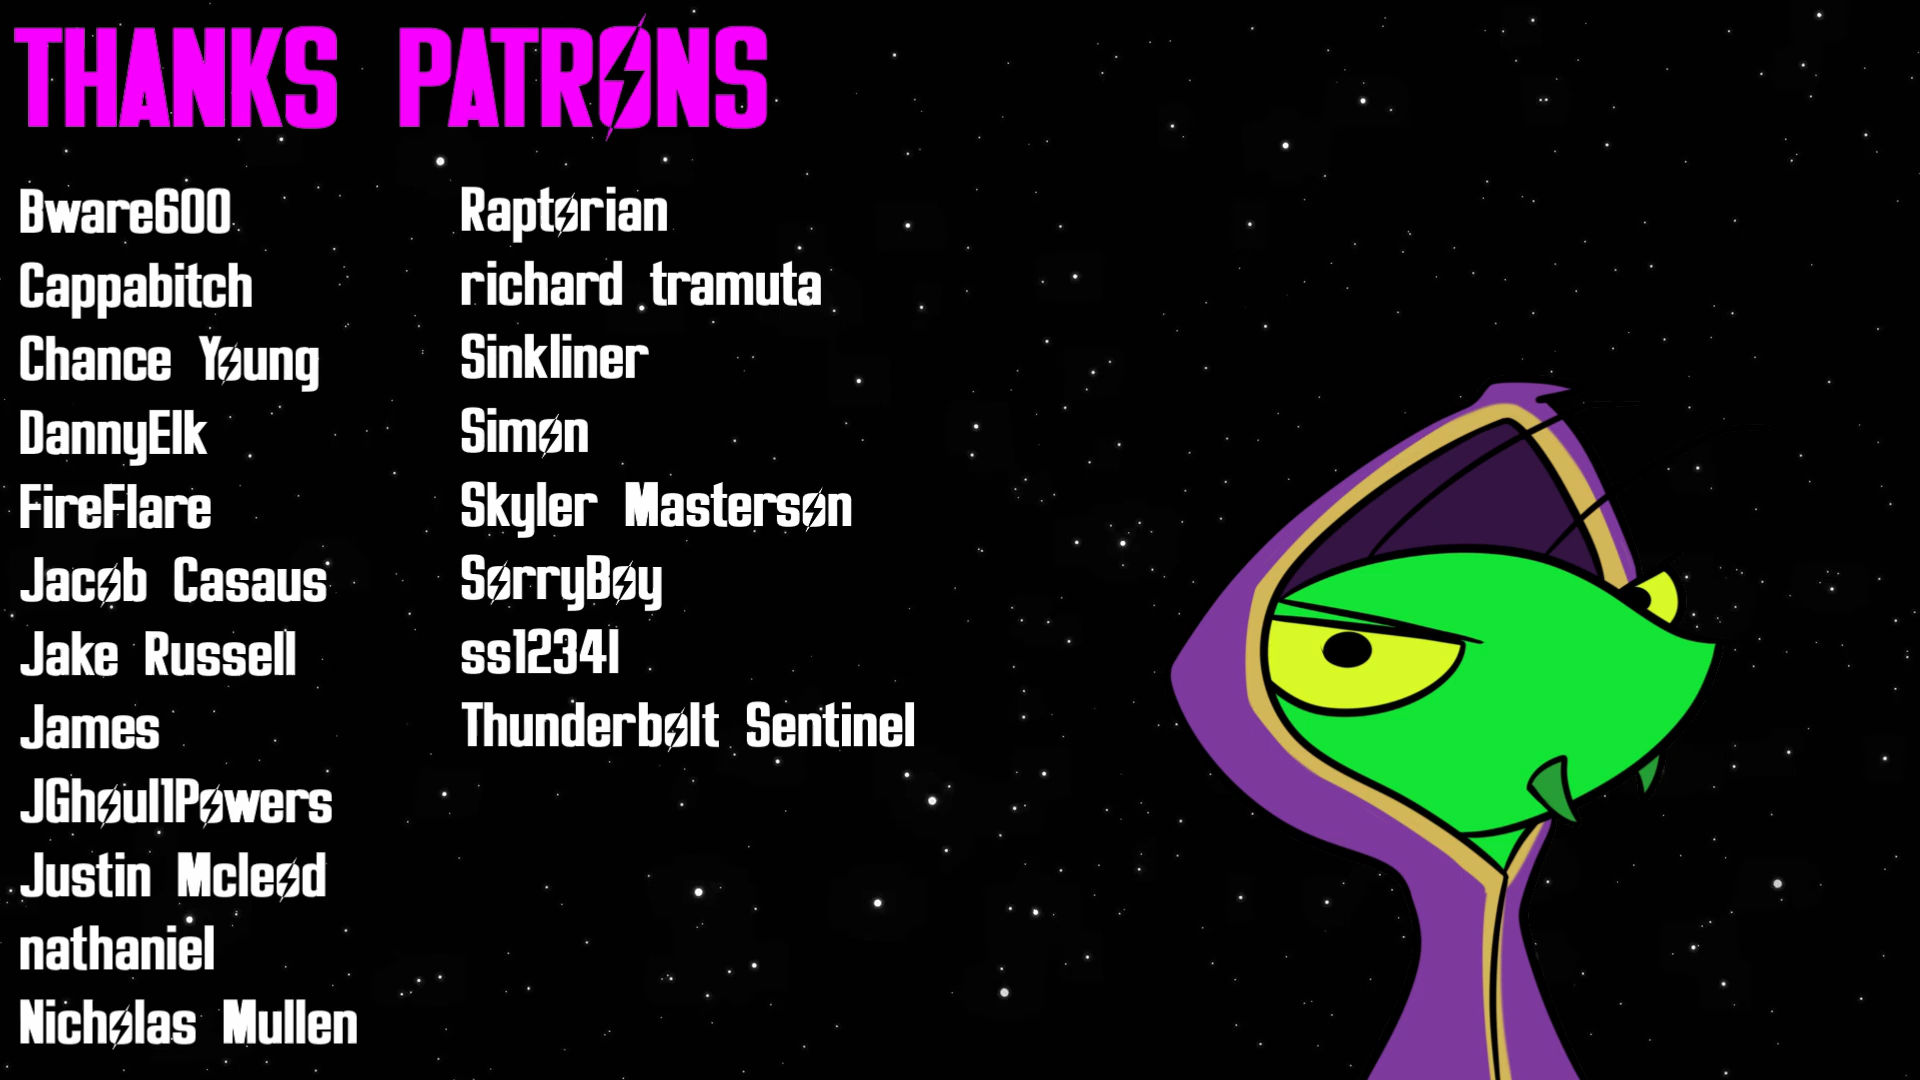 THANKS PATRONS
Bware600
Cappabitch
Chance Young
DannyElk
FireFlare
Jacob Casaus
Jake Russell
James
JGhoul1Powers
Justin Mcleod
nathaniel
Nicholas Mullen
Raptorian
richard tramuta
Sinkliner
Simon
Skyler Masterson
SorryBoy
ss12341
Thunderbolt Sentinel